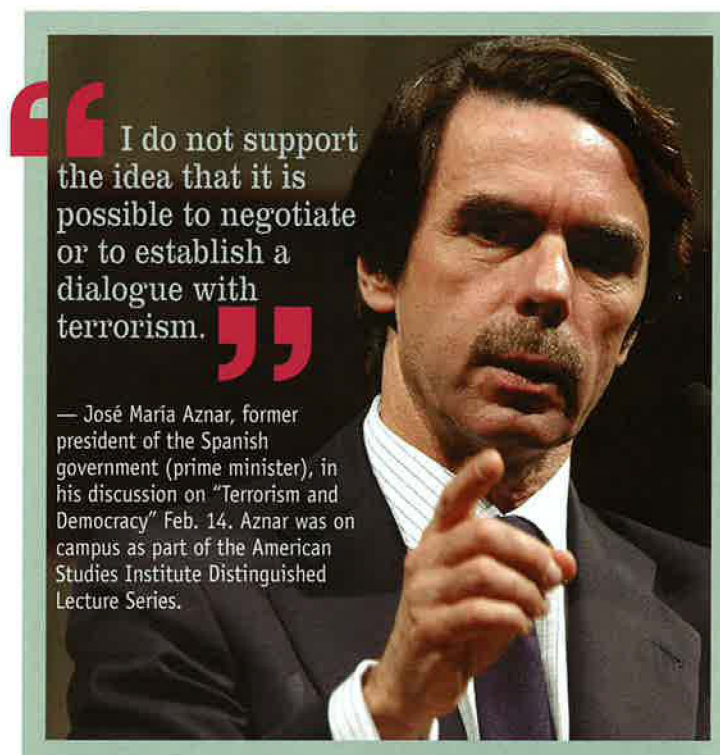 “ I do not support
the idea that it is
possible to negotiate
or to establish a
dialogue with
terrorism. ”
— José María Aznar, former
president of the Spanish
government (prime minister), in
his discussion on “Terrorism and
Democracy” Feb. 14. Aznar was on
campus as part of the American
Studies Institute Distinguished
Lecture Series.